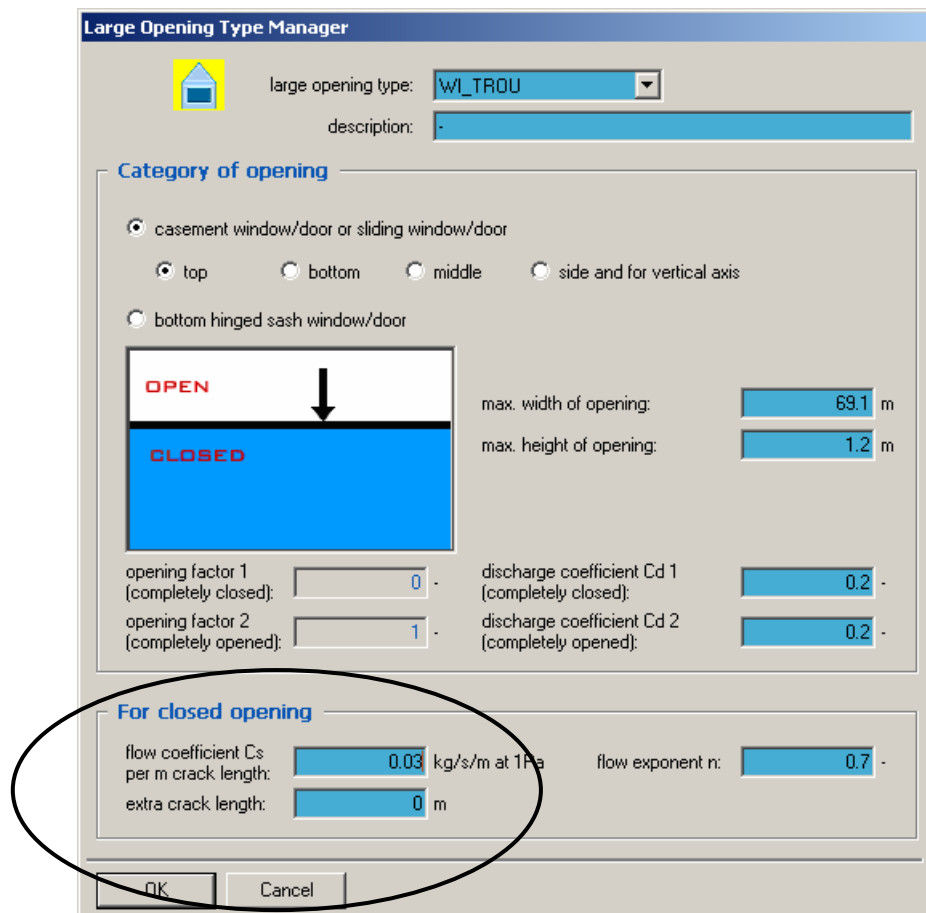 Large Opening Type Manager
large opening type: WI_TROU
description: -
Category of opening
casement window/door or sliding window/door
top bottom middle side and for vertical axis
bottom hinged sash window/door
OPEN
CLOSED
max. width of opening: 69.1 m
max. height of opening: 1.2 m
opening factor 1
(completely closed): 0 -
discharge coefficient Cd 1
(completely closed): 0.2 -
opening factor 2
(completely opened): 1 -
discharge coefficient Cd 2
(completely opened): 0.2 -
For closed opening
flow coefficient Cs
per m crack length: 0.03 kg/s/m at 1Pa flow exponent n: 0.7 -
extra crack length: 0 m
OK Cancel